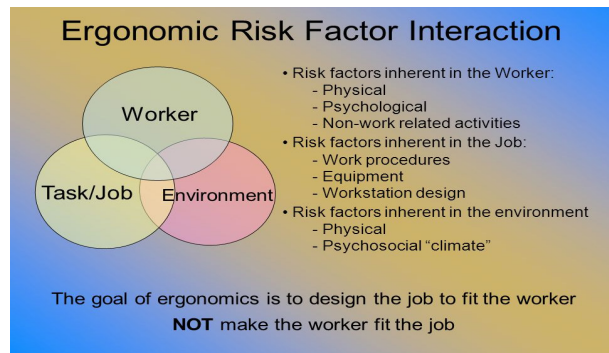 Ergonomic Risk Factor Interaction
Worker
Task/Job
Environment
• Risk factors inherent in the Worker:
- Physical
- Psychological
- Non-work related activities
• Risk factors inherent in the Job:
- Work procedures
- Equipment
- Workstation design
• Risk factors inherent in the environment
- Physical
- Psychosocial “climate”
The goal of ergonomics is to design the job to fit the worker
NOT make the worker fit the job